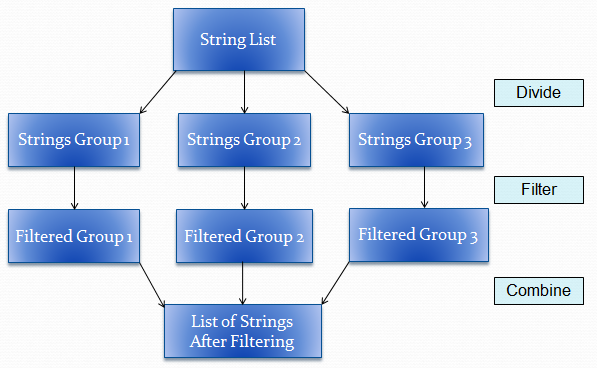 String List
Divide
Strings Group 1
Strings Group 2
Strings Group 3
Filter
Filtered Group 1
Filtered Group 2
Filtered Group 3
Combine
List of Strings
After Filtering